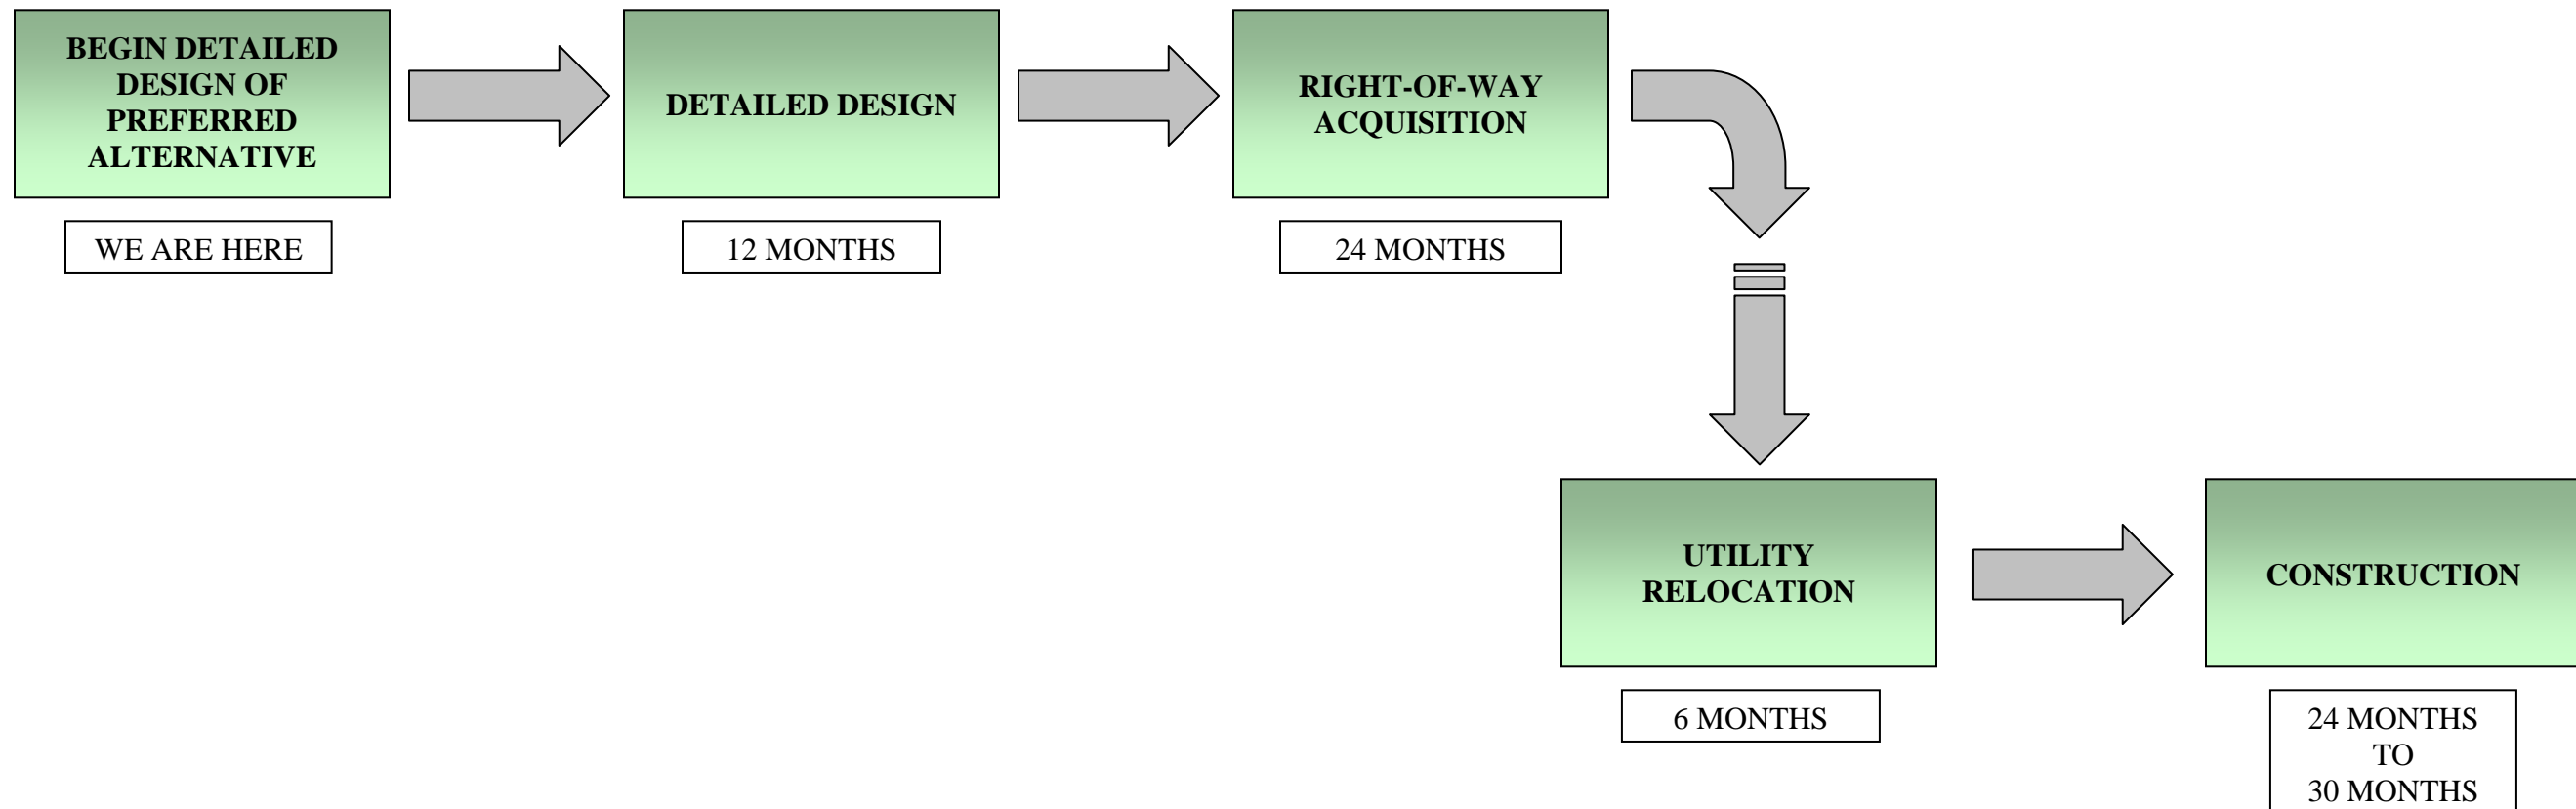 BEGIN DETAILED
DESIGN OF
PREFERRED
ALTERNATIVE
WE ARE HERE
DETAILED DESIGN
12 MONTHS
RIGHT-OF-WAY
ACQUISITION
24 MONTHS
UTILITY
RELOCATION
6 MONTHS
CONSTRUCTION
24 MONTHS
TO
30 MONTHS